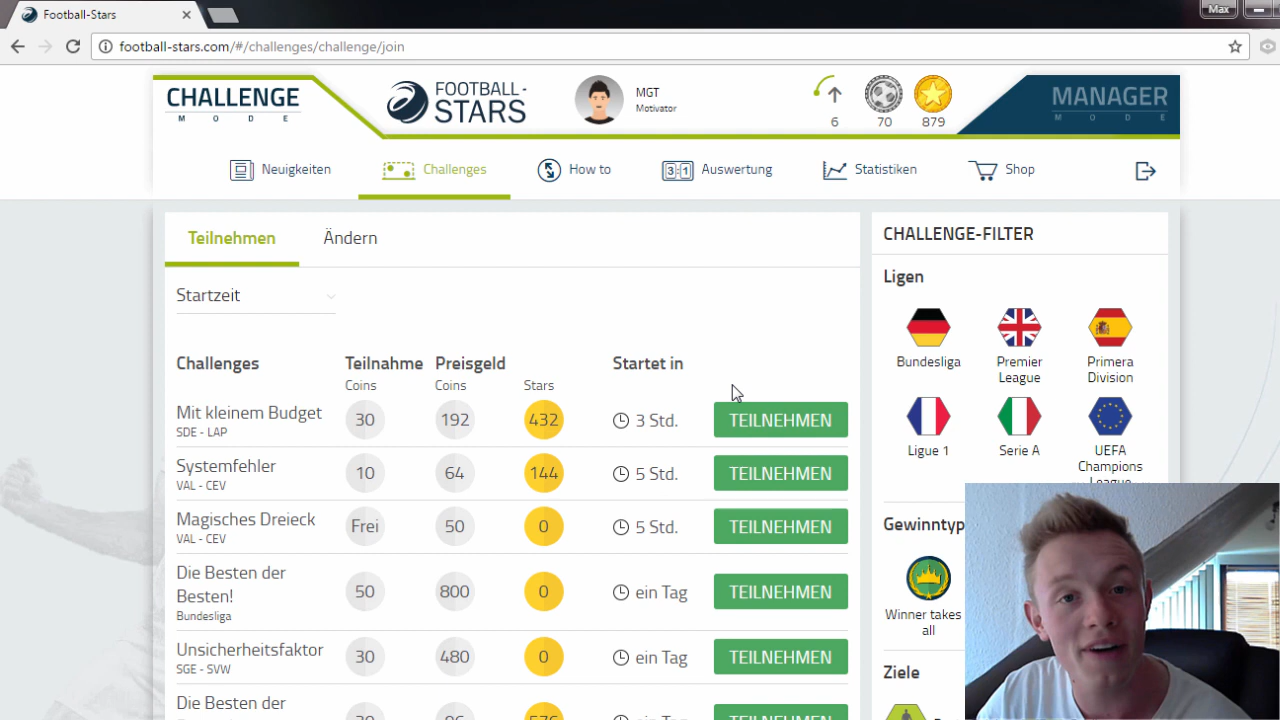 Football-Stars
Max
football-stars.com/#/challenges/challenge/join
CHALLENGE
MODE
FOOTBALL-
STARS
MGT
Motivator
6
70
879
MANAGER
MODE
Neuigkeiten
Challenges
How to
3:1
Auswertung
Statistiken
Shop
Teilnehmen
Ändern
Startzeit
Challenges Teilnahme Preisgeld Startet in
Coins Coins Stars
Mit kleinem Budget 30 192 432 3 Std. TEILNEHMEN
SDE - LAP
Systemfehler 10 64 144 5 Std. TEILNEHMEN
VAL - CEV
Magisches Dreieck Frei 50 0 5 Std. TEILNEHMEN
VAL - CEV
Die Besten der
Besten! 50 800 0 ein Tag TEILNEHMEN
Bundesliga
Unsicherheitsfaktor 30 480 0 ein Tag TEILNEHMEN
SGE - SVW
Die Besten der
CHALLENGE-FILTER
Ligen
Bundesliga
Premier
League
Primera
Division
Ligue 1
Serie A
UEFA
Champions
League
Gewinntyp
Winner takes
all
Ziele